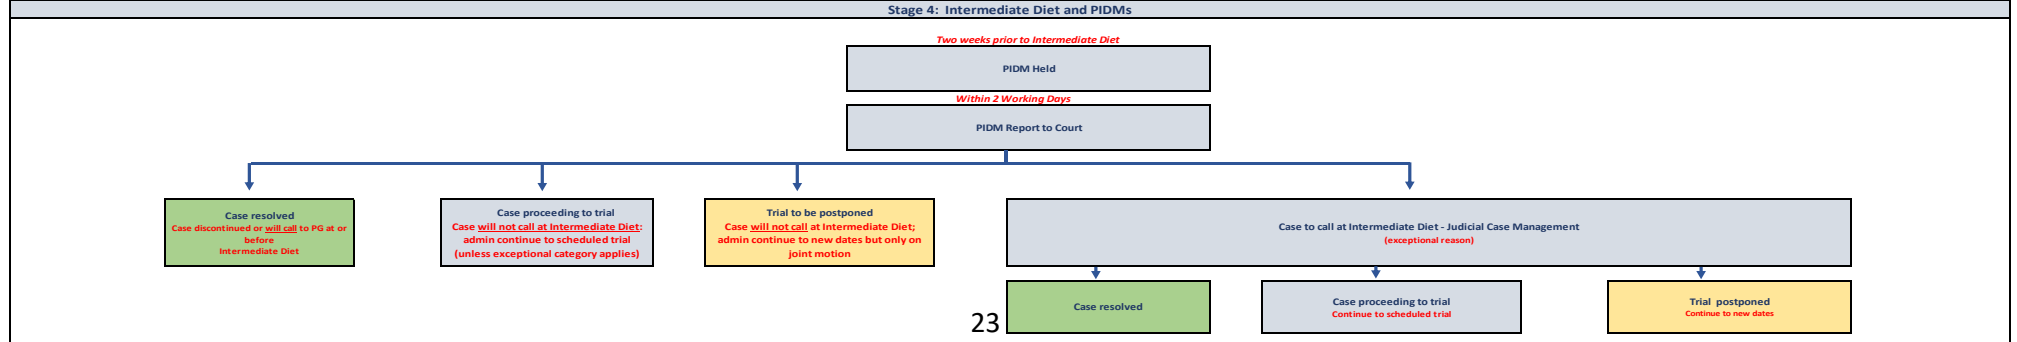 Stage 4: Intermediate Diet and PIDMs
Two weeks prior to Intermediate Diet
PIDM Held
Within 2 Working Days
PIDM Report to Court
Case resolved
Case discontinued or will call to PG at or
before
Intermediate Diet
Case proceeding to trial
Case will not call at Intermediate Diet:
admin continue to scheduled trial
(unless exceptional category applies)
Trial to be postponed
Case will not call at Intermediate Diet;
admin continue to new dates but only on
joint motion
Case to call at Intermediate Diet - Judicial Case Management
(exceptional reason)
Case resolved
Case proceeding to trial
Continue to scheduled trial
Trial postponed
Continue to new dates
23